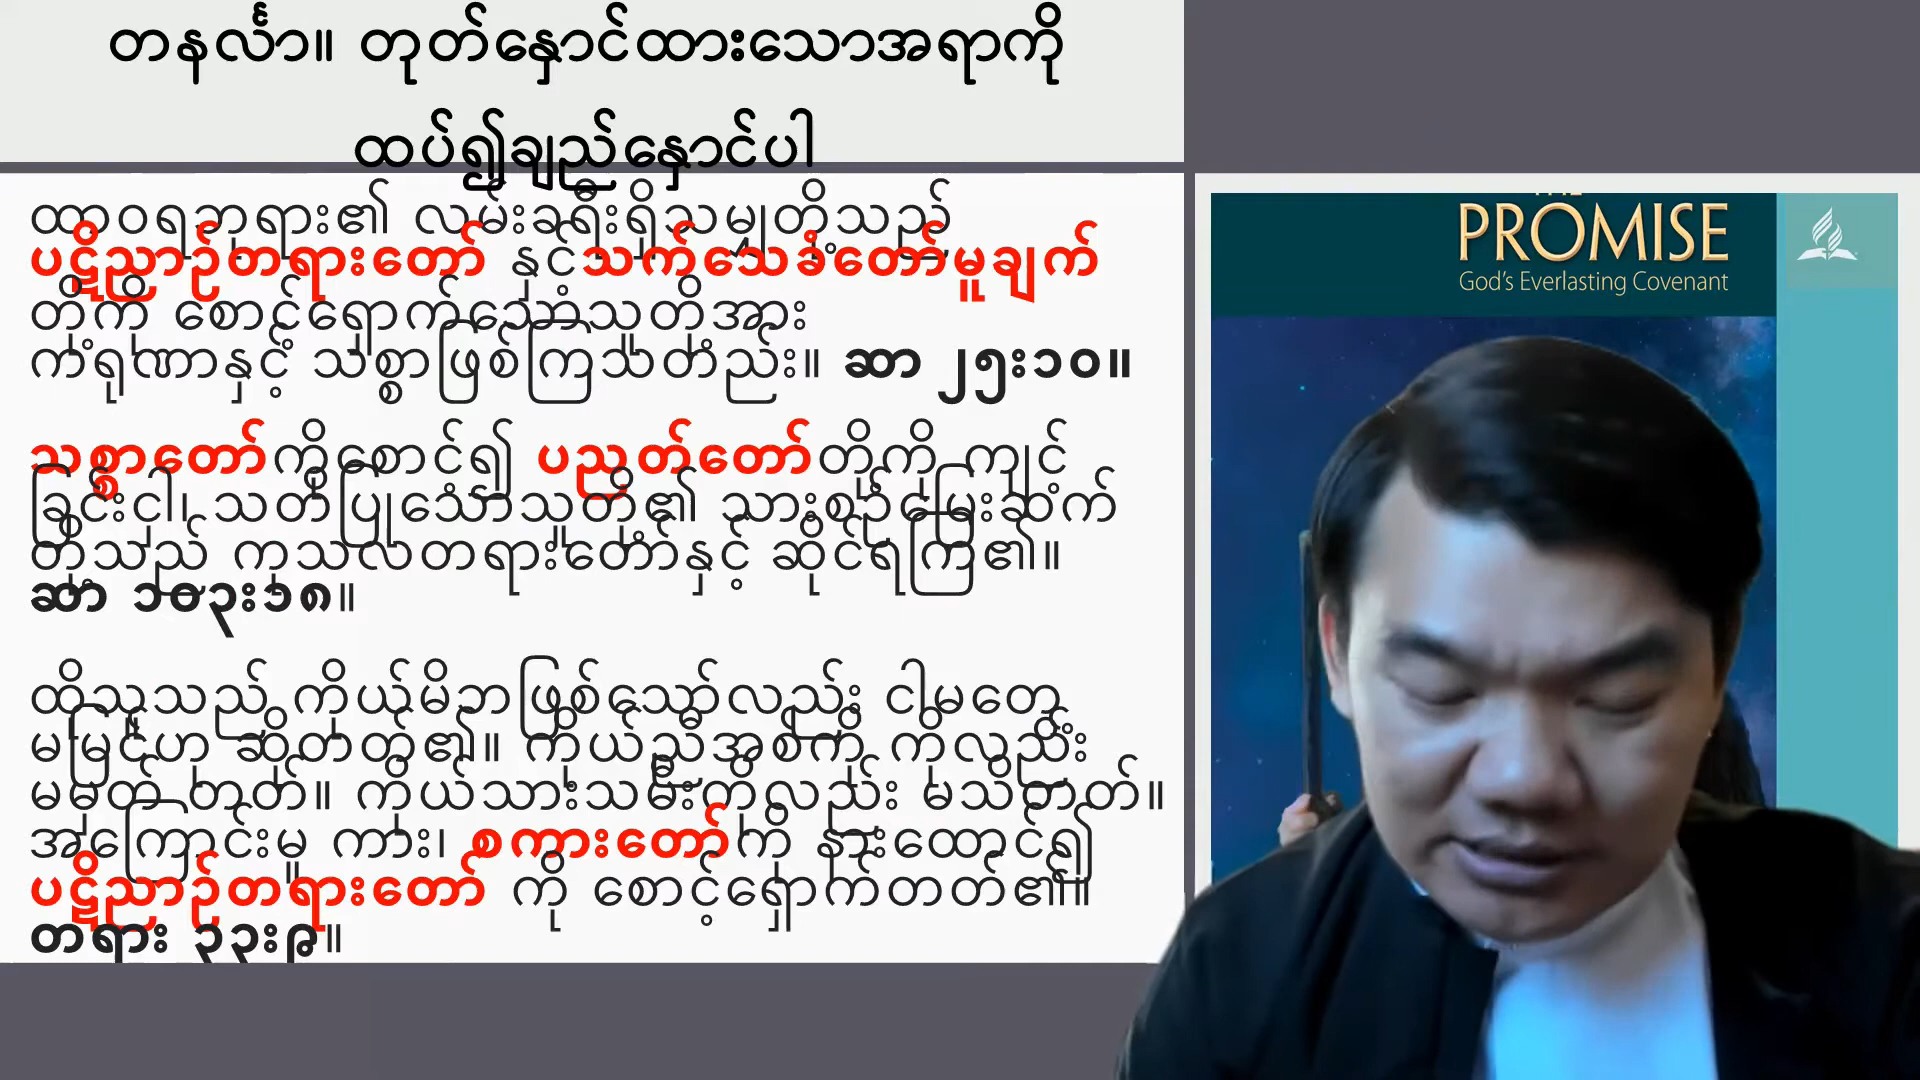 တနင်္လာ။ တုတ်နှောင်ထားသောအရာကို
ထပ်၍ချည်နှောင်ပါ
ထာဝရဘုရား၏ လမ်းခရီးရှိသမျှတို့သည်
ပဋိညာဉ်တရားတော် နှင့်သက်သေခံတော်မူချက်
တို့ကို စောင့်ရှောက်သောသူတို့အား
ကရုဏာနှင့် သစ္စာဖြစ်ကြသတည်း။ ဆာ ၂၅း၁၀။
သစ္စာတော်ကိုစောင့်၍ ပညတ်တော်တို့ကို ကျင့်
ခြင်းငှါ၊ သတိပြုသောသူတို့၏ သားစဉ်မြေးဆက်
တို့သည် ကုသလတရားတော်နှင့် ဆိုင်ရကြ၏။
ဆာ ၁၀၃း၁၈။
ထိုသူသည် ကိုယ်မိဘဖြစ်သော်လည်း ငါမတွေ့
မမြင်ဟု ဆိုတတ်၏။ ကိုယ်ညီအစ်ကို ကိုလည်း
မမှတ် တတ်။ ကိုယ်သားသမီးကိုလည်း မသိတတ်။
အကြောင်းမူ ကား၊ စကားတော်ကို နားထောင်၍
ပဋိညာဉ်တရားတော် ကို စောင့်ရှောက်တတ်၏။
တရား ၃၃း၉။
THE
PROMISE
God's Everlasting Covenant